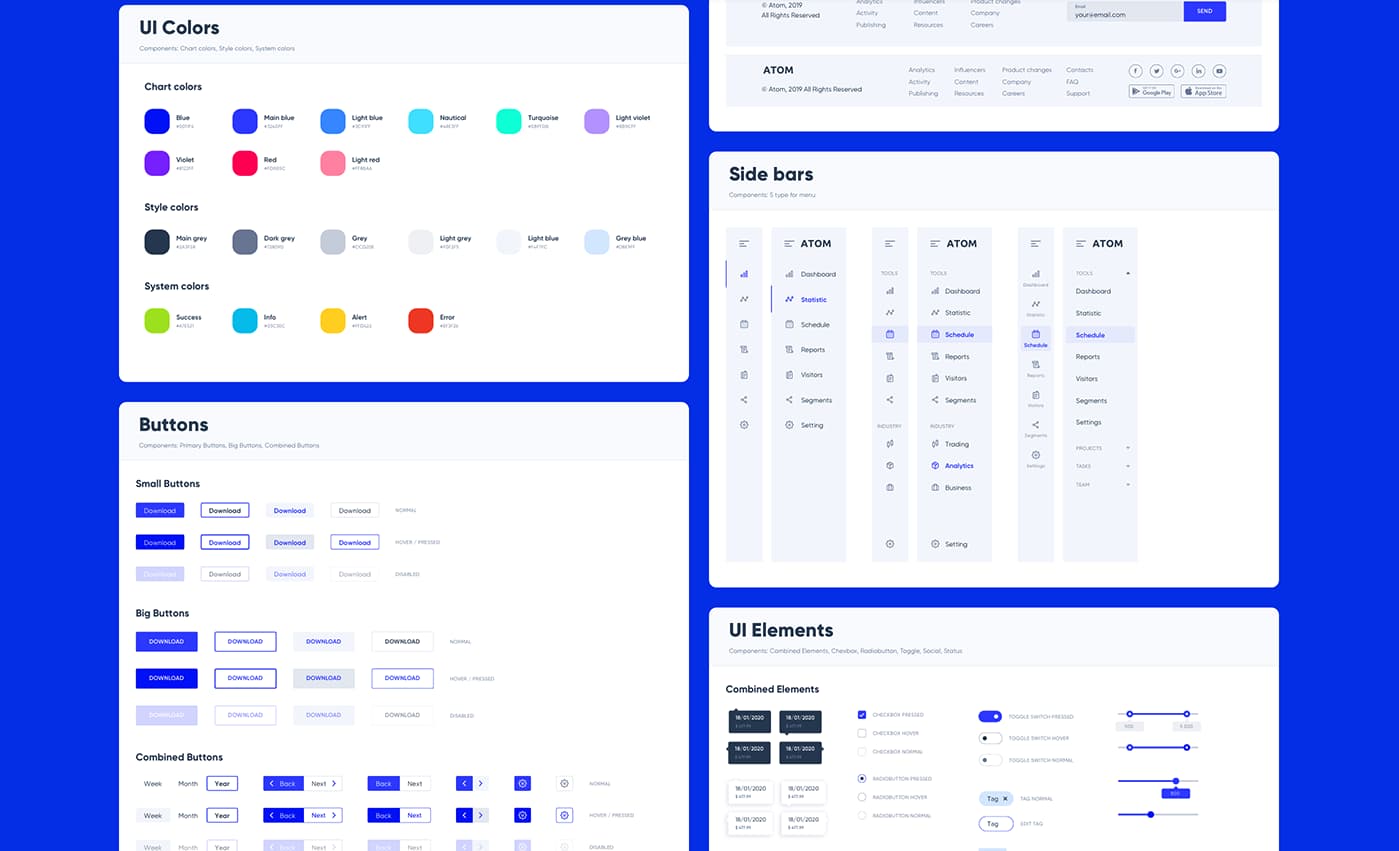 UI Colors
Components: Chart colors, Style colors, System colors
Chart colors
Blue
Main blue
Light blue
Nautical
Turquoise
Light violet
Violet
Red
Light red
Style colors
Main grey
Dark grey
Grey
Light grey
Light blue
Grey blue
System colors
Success
Info
Alert
Error
Buttons
Components: Primary Buttons, Big Buttons, Combined Buttons
Small Buttons
Download Download Download Download NORMAL
Download Download Download Download HOVER / PRESSED
Download Download Download Download DISABLED
Big Buttons
DOWNLOAD DOWNLOAD DOWNLOAD DOWNLOAD NORMAL
DOWNLOAD DOWNLOAD DOWNLOAD DOWNLOAD HOVER / PRESSED
DOWNLOAD DOWNLOAD DOWNLOAD DOWNLOAD DISABLED
Combined Buttons
Week Month Year Back Next Back Next NORMAL
Week Month Year Back Next Back Next HOVER / PRESSED
Week Month Year Back Next Back Next DISABLED
© Atom, 2019
All Rights Reserved
Analytics
Activity
Publishing
Influencers
Content
Resources
Product changes
Company
Careers
Email
your@email.com
SEND
ATOM
© Atom, 2019 All Rights Reserved
Analytics
Activity
Publishing
Influencers
Content
Resources
Product changes
Company
Careers
Contacts
FAQ
Support
Google Play
App Store
Side bars
Components: 5 type for menu
ATOM
Dashboard
Statistic
Schedule
Reports
Visitors
Segments
Setting
TOOLS
INDUSTRY
ATOM
TOOLS
Dashboard
Statistic
Schedule
Reports
Visitors
Segments
INDUSTRY
Trading
Analytics
Business
Setting
Dashboard
Statistic
Schedule
Reports
Visitors
Segments
Settings
ATOM
TOOLS
Dashboard
Statistic
Schedule
Reports
Visitors
Segments
Settings
PROJECTS
TASKS
TEAM
UI Elements
Components: Combined Elements, Chexbox, Radiobutton, Toggle, Social, Status
Combined Elements
18/01/2020
18/01/2020
18/01/2020
18/01/2020
18/01/2020
18/01/2020
18/01/2020
18/01/2020
CHECKBOX PRESSED
CHECKBOX HOVER
CHECKBOX NORMAL
RADIOBUTTON PRESSED
RADIOBUTTON HOVER
RADIOBUTTON NORMAL
TOGGLE SWITCH PRESSED
TOGGLE SWITCH HOVER
TOGGLE SWITCH NORMAL
Tag TAG NORMAL
Tag EDIT TAG